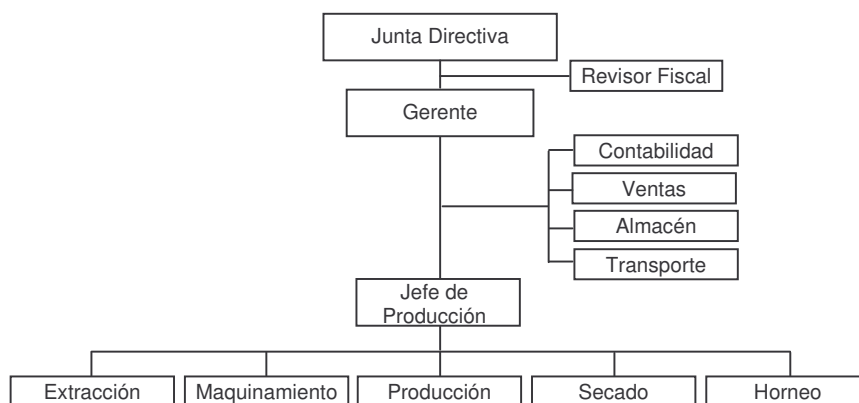 Junta Directiva
Revisor Fiscal
Gerente
Contabilidad
Ventas
Almacén
Transporte
Jefe de
Producción
Extracción
Maquinamiento
Producción
Secado
Horneo